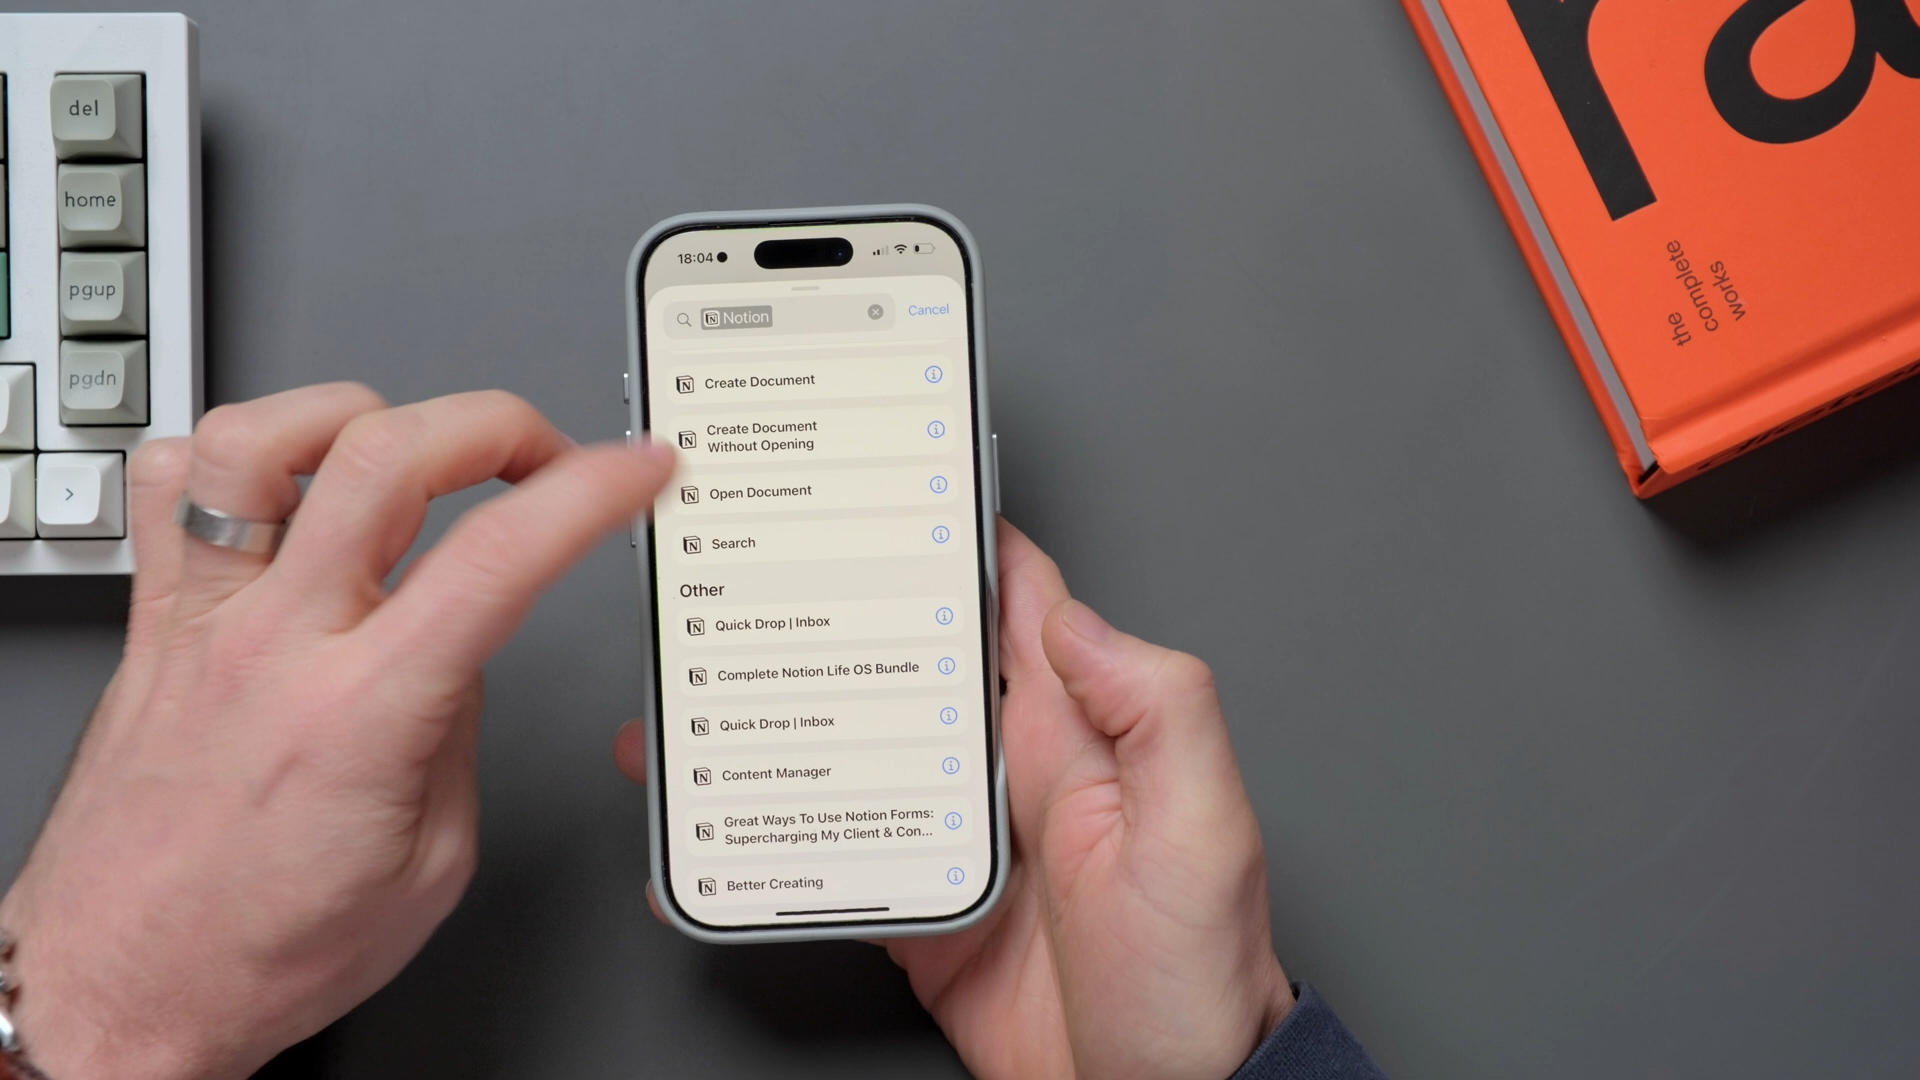 del
home
pgup
pgdn
>
18:04
Notion
Cancel
Create Document
Create Document
Without Opening
Open Document
Search
Other
Quick Drop | Inbox
Complete Notion Life OS Bundle
Quick Drop | Inbox
Content Manager
Great Ways To Use Notion Forms:
Supercharging My Client & Con...
Better Creating
the
complete
works